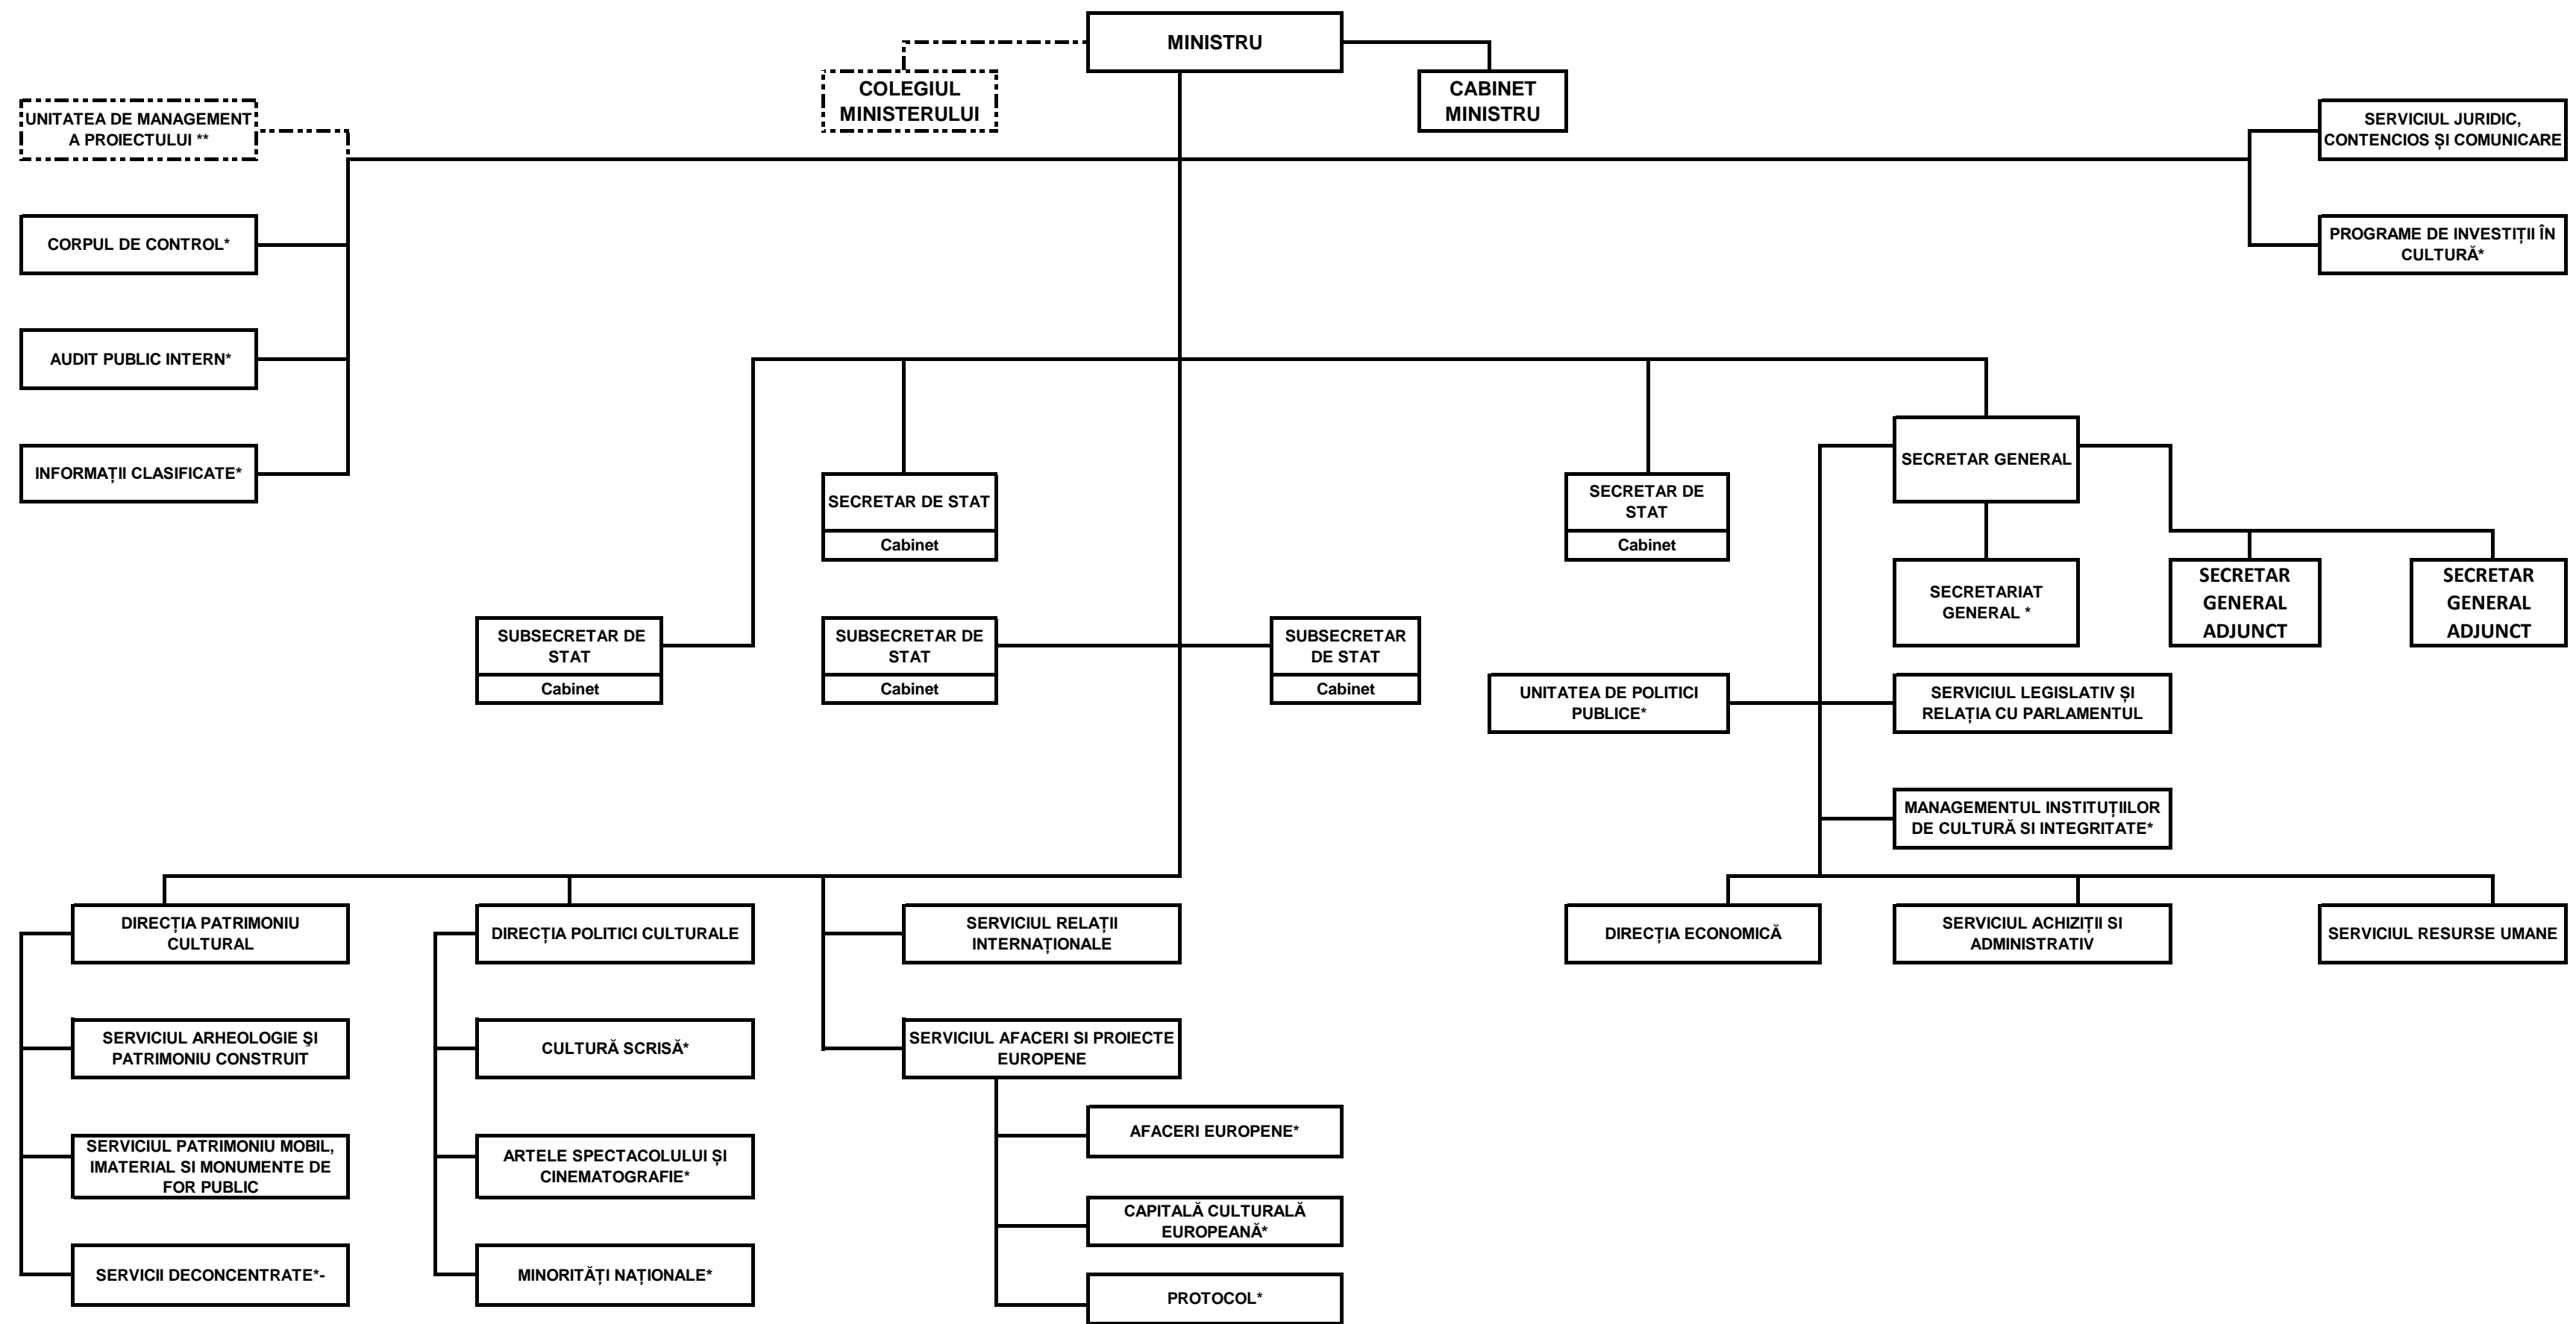 MINISTRU
COLEGIUL
MINISTERULUI
CABINET
MINISTRU
UNITATEA DE MANAGEMENT
A PROIECTULUI **
SERVICIUL JURIDIC,
CONTENCIOS ȘI COMUNICARE
CORPUL DE CONTROL*
PROGRAME DE INVESTIȚII ÎN
CULTURĂ*
AUDIT PUBLIC INTERN*
INFORMAȚII CLASIFICATE*
SECRETAR DE STAT
Cabinet
SECRETAR DE
STAT
Cabinet
SECRETAR GENERAL
SECRETARIAT
GENERAL *
SECRETAR
GENERAL
ADJUNCT
SECRETAR
GENERAL
ADJUNCT
SUBSECRETAR DE
STAT
Cabinet
SUBSECRETAR DE
STAT
Cabinet
SUBSECRETAR
DE STAT
Cabinet
UNITATEA DE POLITICI
PUBLICE*
SERVICIUL LEGISLATIV ȘI
RELAȚIA CU PARLAMENTUL
MANAGEMENTUL INSTITUȚIILOR
DE CULTURĂ SI INTEGRITATE*
DIRECȚIA PATRIMONIU
CULTURAL
DIRECȚIA POLITICI CULTURALE
SERVICIUL RELAȚII
INTERNAȚIONALE
DIRECȚIA ECONOMICĂ
SERVICIUL ACHIZIȚII SI
ADMINISTRATIV
SERVICIUL RESURSE UMANE
SERVICIUL ARHEOLOGIE ŞI
PATRIMONIU CONSTRUIT
CULTURĂ SCRISĂ*
SERVICIUL AFACERI SI PROIECTE
EUROPENE
SERVICIUL PATRIMONIU MOBIL,
IMATERIAL SI MONUMENTE DE
FOR PUBLIC
ARTELE SPECTACOLULUI ȘI
CINEMATOGRAFIE*
AFACERI EUROPENE*
CAPITALĂ CULTURALĂ
EUROPEANĂ*
SERVICII DECONCENTRATE*-
MINORITĂȚI NAȚIONALE*
PROTOCOL*